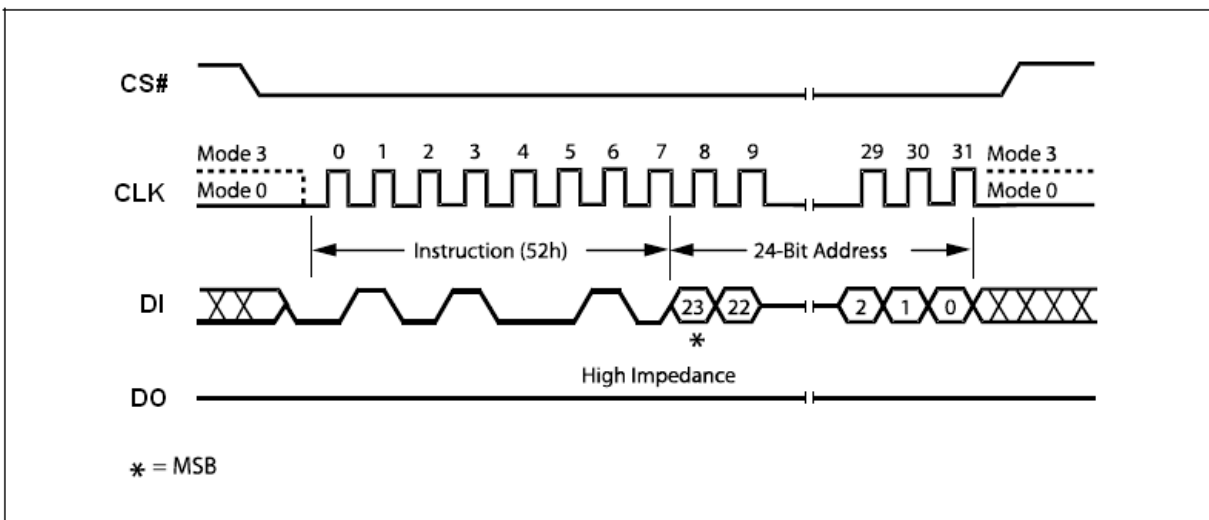 CS#
Mode 3 0 1 2 3 4 5 6 7 8 9 29 30 31 Mode 3
CLK Mode 0 Mode 0
Instruction (52h) 24-Bit Address
DI 23 22 2 1 0
*
High Impedance
DO
* = MSB